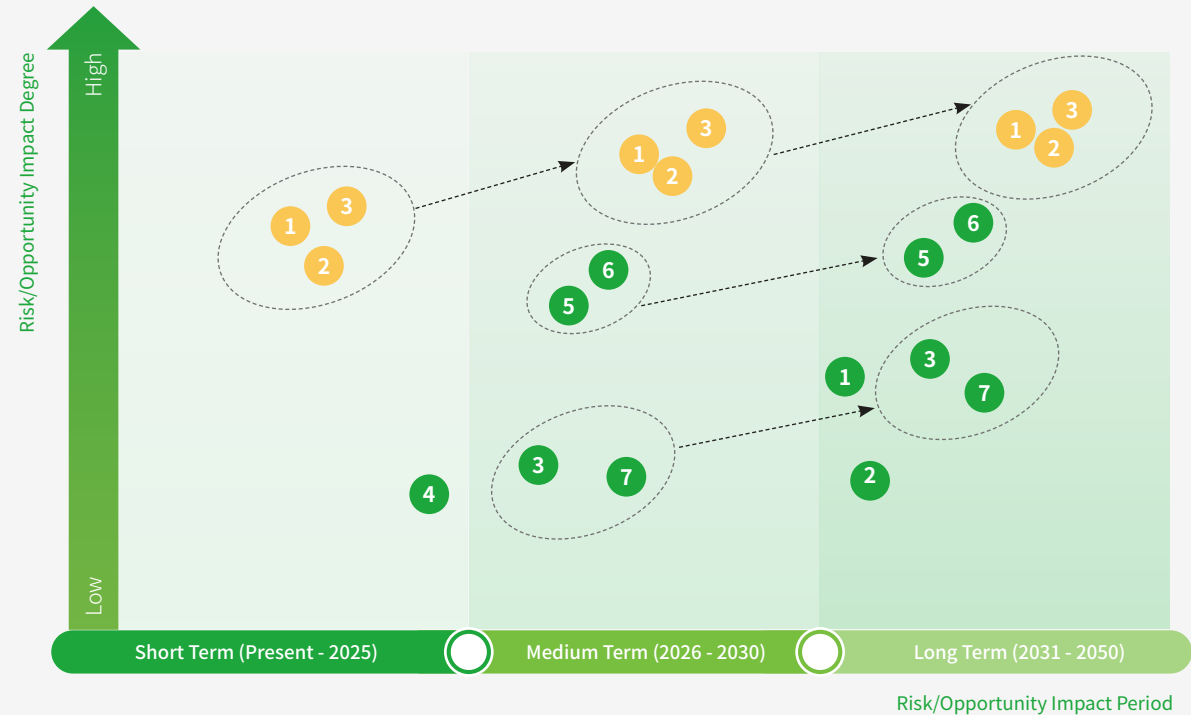 Risk/Opportunity Impact Degree
High
Low
3
1
2
4
3
1
2
6
5
3
7
3
1
2
6
5
1
3
7
2
Short Term (Present - 2025)
Medium Term (2026 - 2030)
Long Term (2031 - 2050)
Risk/Opportunity Impact Period